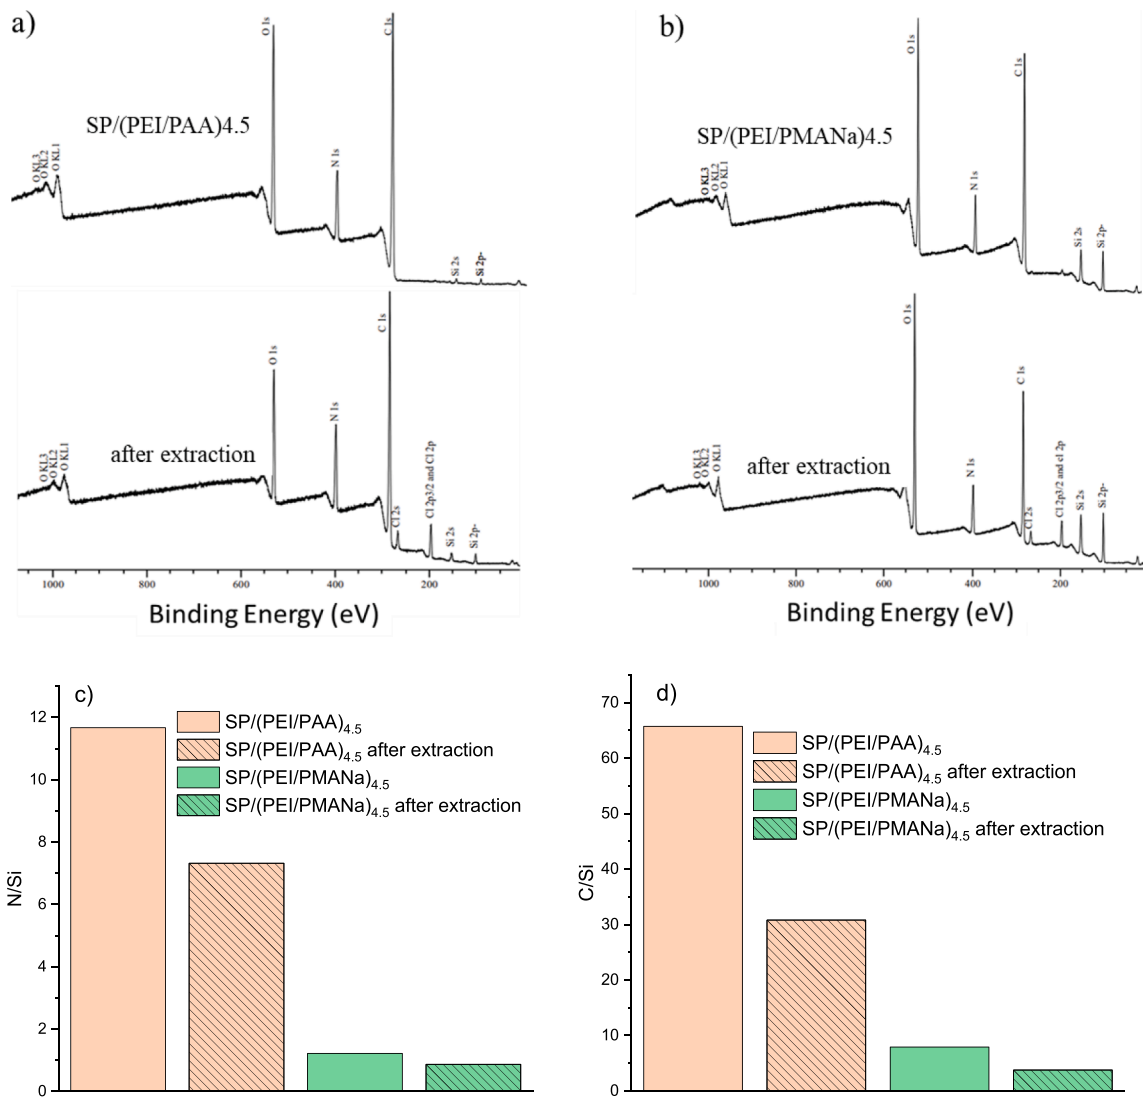 a)
O 1s
C 1s
SP/(PEI/PAA)4.5
N 1s
O KL3
O KL2
O KL1
Si 2s
Si 2p-
O 1s
C 1s
N 1s
after extraction
O KL3
O KL2
O KL1
Cl 2s
Cl 2p3/2 and Cl 2p
Si 2s
Si 2p-
1000 800 600 400 200
Binding Energy (eV)
b)
O 1s
C 1s
SP/(PEI/PMANa)4.5
N 1s
O KL3
O KL2
O KL1
Si 2s
Si 2p-
O 1s
C 1s
after extraction
N 1s
O KL3
O KL2
O KL1
Cl 2s
Cl 2p3/2 and cl 2p
Si 2s
Si 2p-
1000 600 400 200
Binding Energy (eV)
c)
SP/(PEI/PAA)4.5
SP/(PEI/PAA)4.5 after extraction
SP/(PEI/PMANa)4.5
SP/(PEI/PMANa)4.5 after extraction
N/Si
12
10
8
6
4
2
0
d)
SP/(PEI/PAA)4.5
SP/(PEI/PAA)4.5 after extraction
SP/(PEI/PMANa)4.5
SP/(PEI/PMANa)4.5 after extraction
C/Si
70
60
50
40
30
20
10
0